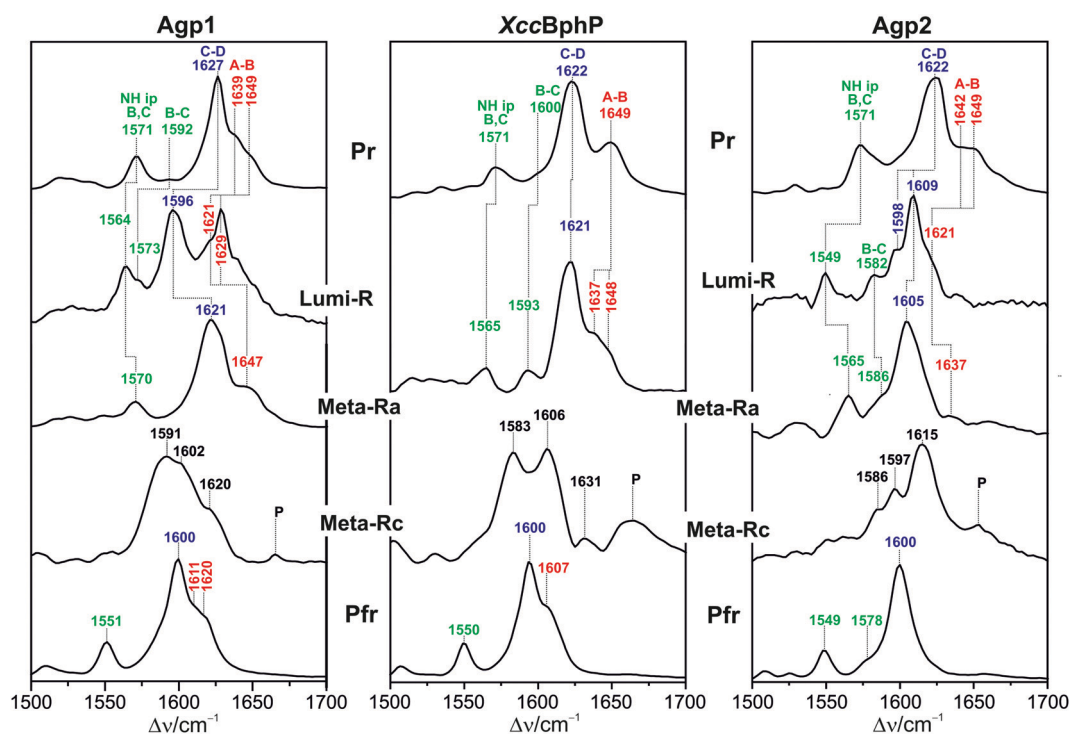 Agp1
XccBphP
Agp2
C-D
1627
A-B
1639
1649
NH ip
B,C
1571
B-C
1592
C-D
1622
B-C
1600
NH ip
B,C
1571
A-B
1649
C-D
1622
A-B
1642
1649
NH ip
B,C
1571
Pr
Pr
1596
1564
1573
1621
1629
1621
1565
1593
1637
1648
1609
1598
1621
1549
B-C
1582
Lumi-R
Lumi-R
1621
1570
1647
1605
1565
1586
1637
Meta-Ra
Meta-Ra
1591
1602
1620
P
1583
1606
1631
P
1586
1597
1615
P
Meta-Rc
Meta-Rc
1600
1611
1620
1551
1600
1607
1550
1600
1549
1578
Pfr
Pfr
1500 1550 1600 1650 1700
1500 1550 1600 1650 1700
1500 1550 1600 1650 1700
Δν/cm⁻¹
Δν/cm⁻¹
Δν/cm⁻¹